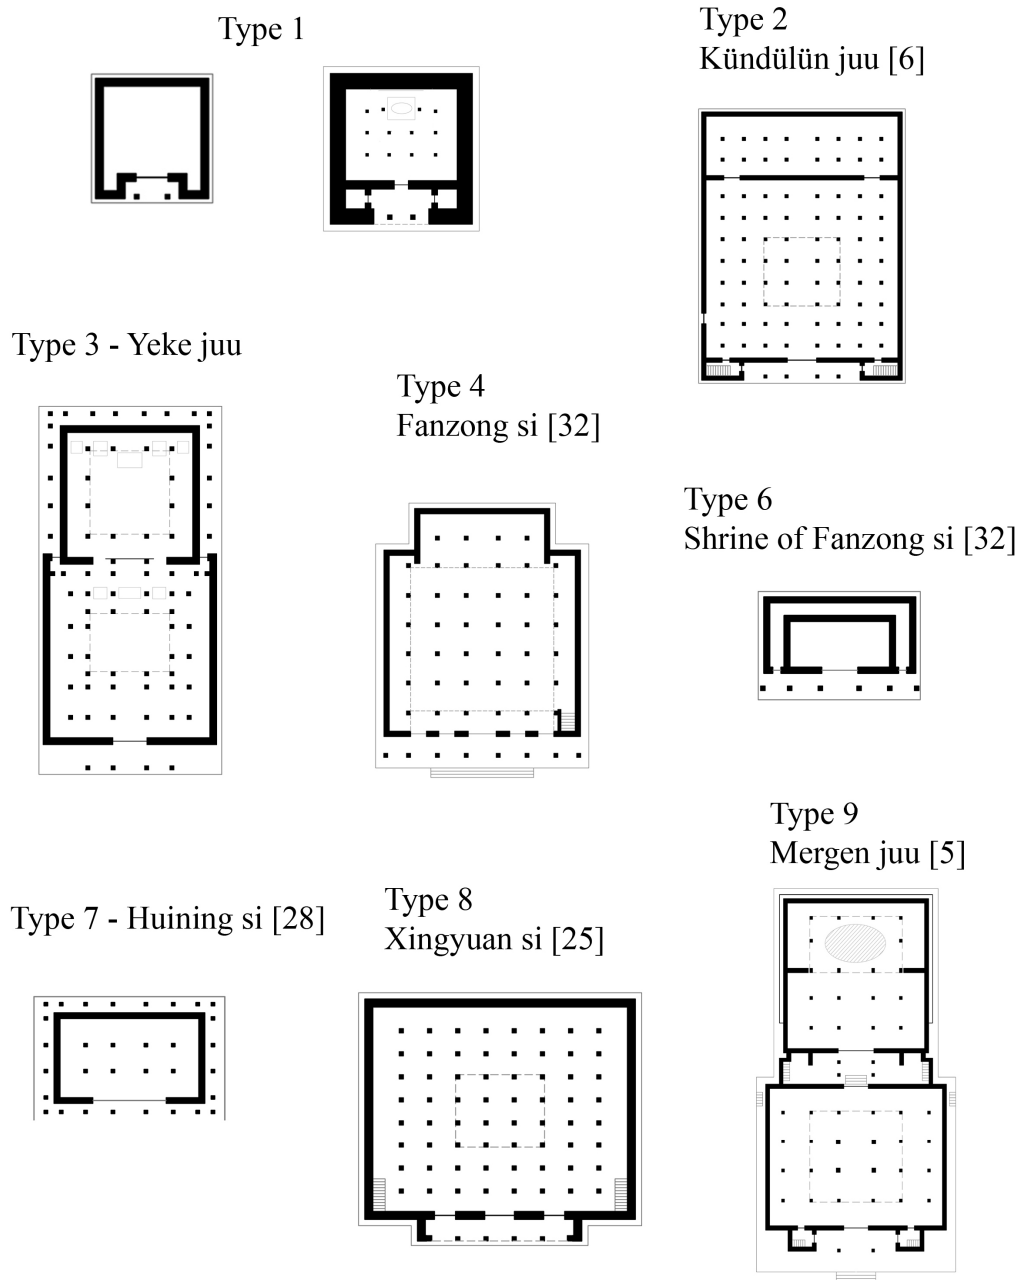 Type 1
Type 2
Kündülün juu [6]
Type 3 - Yeke juu
Type 4
Fanzong si [32]
Type 6
Shrine of Fanzong si [32]
Type 7 - Huining si [28]
Type 8
Xingyuan si [25]
Type 9
Mergen juu [5]